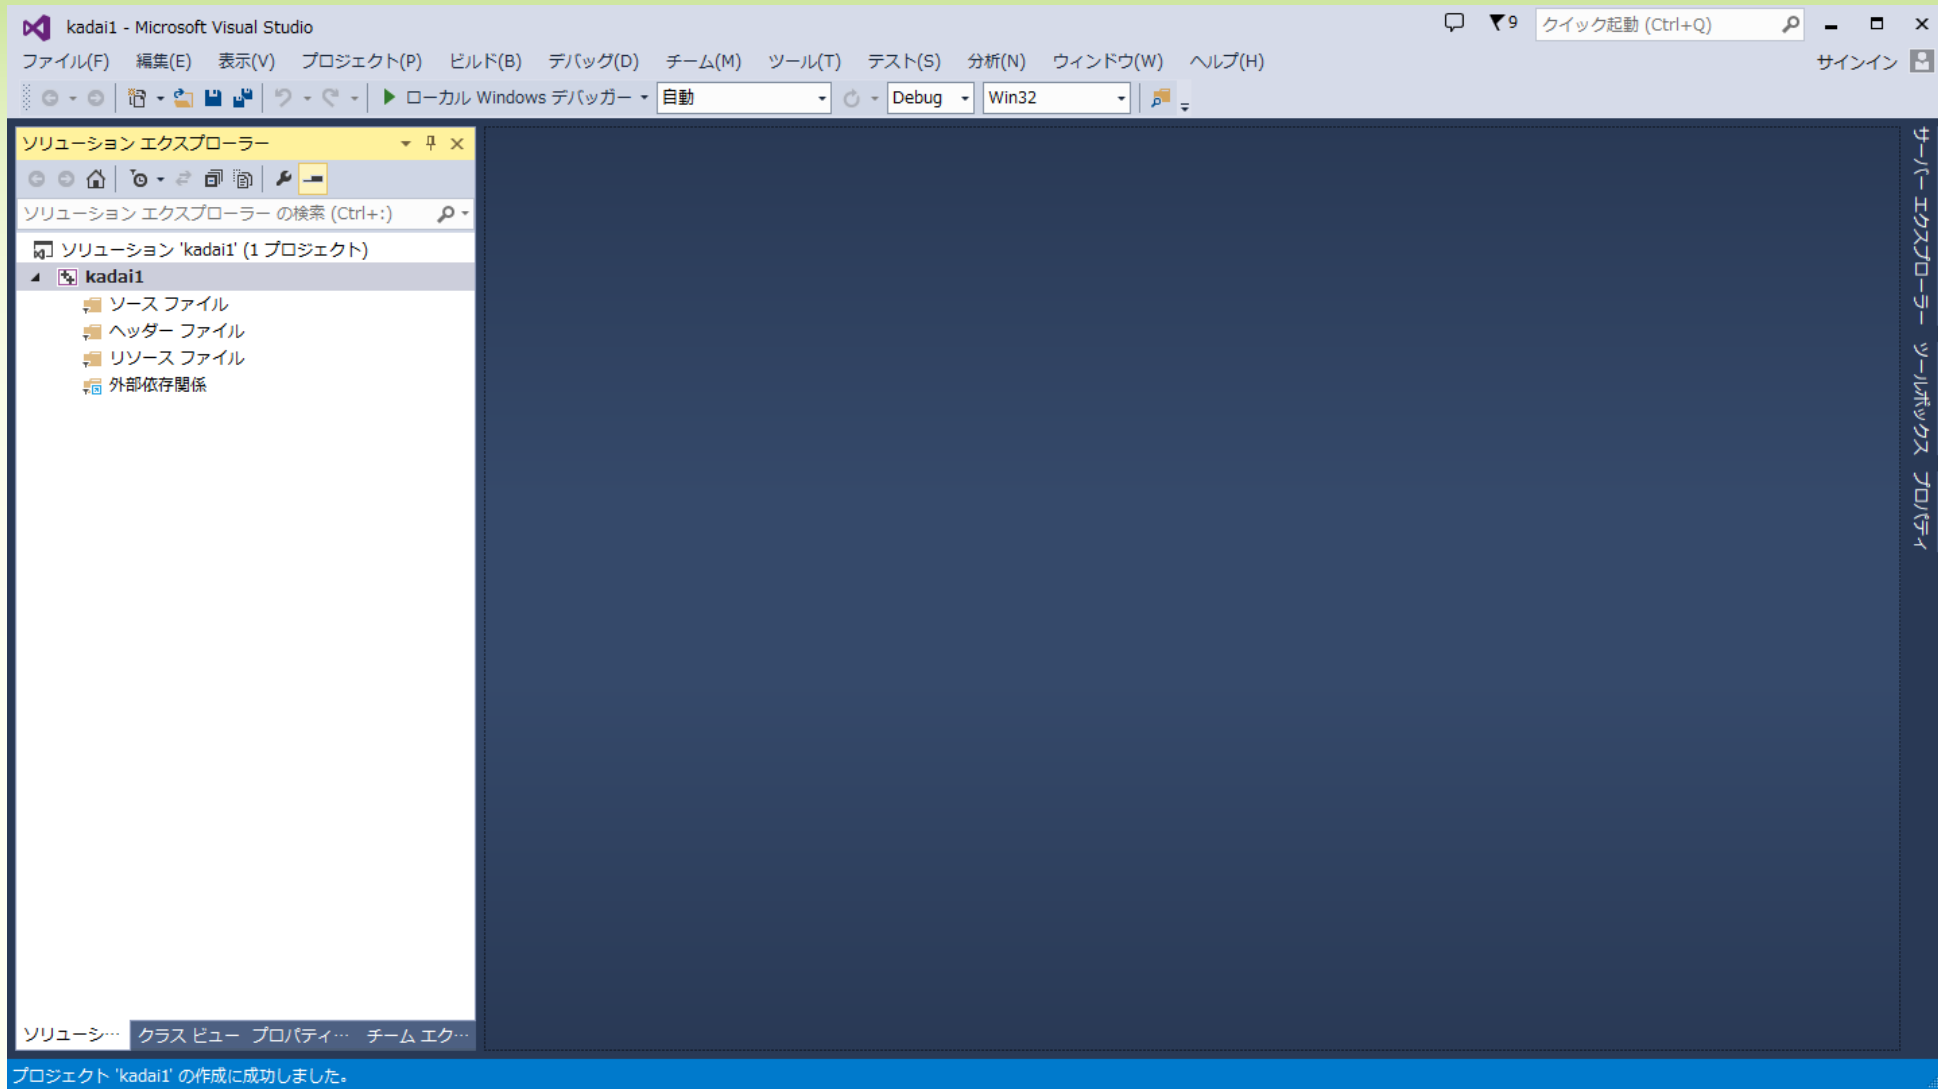 kadai1 - Microsoft Visual Studio
9
クイック起動 (Ctrl+Q)
ファイル(F) 編集(E) 表示(V) プロジェクト(P) ビルド(B) デバッグ(D) チーム(M) ツール(T) テスト(S) 分析(N) ウィンドウ(W) ヘルプ(H)
サインイン
ローカル Windows デバッガー 自動 Debug Win32
ソリューション エクスプローラー
ソリューション エクスプローラー の検索 (Ctrl+:)
ソリューション 'kadai1' (1 プロジェクト)
kadai1
ソース ファイル
ヘッダー ファイル
リソース ファイル
外部依存関係
ソリューシ… クラス ビュー プロパティ… チーム エク…
サーバー エクスプローラー
ツールボックス
プロパティ
プロジェクト 'kadai1' の作成に成功しました。